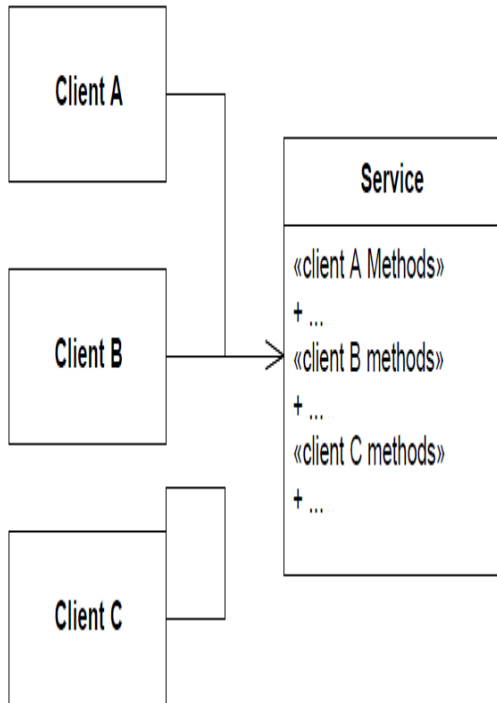 Client A
Service
«client A Methods»
+ ...
Client B
«client B methods»
+ ...
«client C methods»
+ ...
Client C